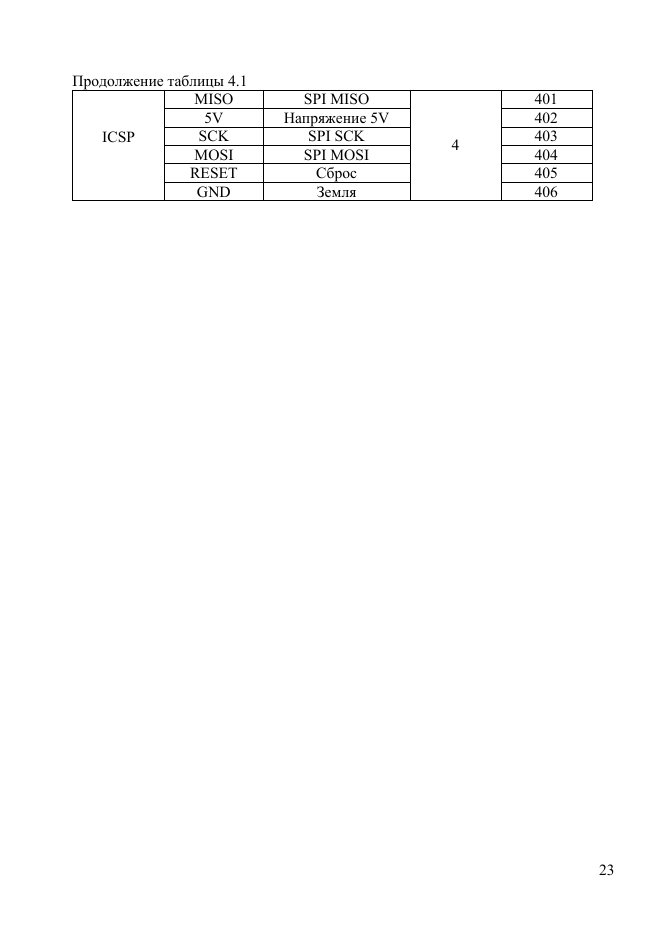 Продолжение таблицы 4.1
ICSP MISO SPI MISO 4 401
5V Напряжение 5V 402
SCK SPI SCK 403
MOSI SPI MOSI 404
RESET Сброс 405
GND Земля 406
23